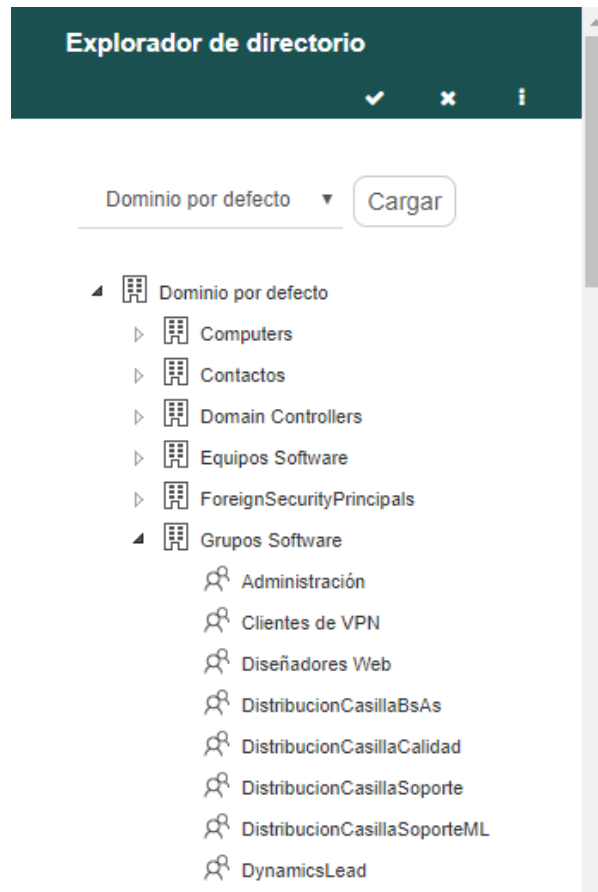 Explorador de directorio
Dominio por defecto
Cargar
Dominio por defecto
Computers
Contactos
Domain Controllers
Equipos Software
ForeignSecurityPrincipals
Grupos Software
Administración
Clientes de VPN
Diseñadores Web
DistribucionCasillaBsAs
DistribucionCasillaCalidad
DistribucionCasillaSoporte
DistribucionCasillaSoporteML
DynamicsLead